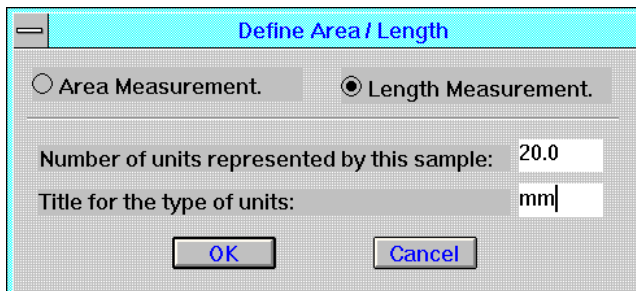 Define Area / Length
Area Measurement. Length Measurement.
Number of units represented by this sample: 20.0
Title for the type of units: mm
OK Cancel